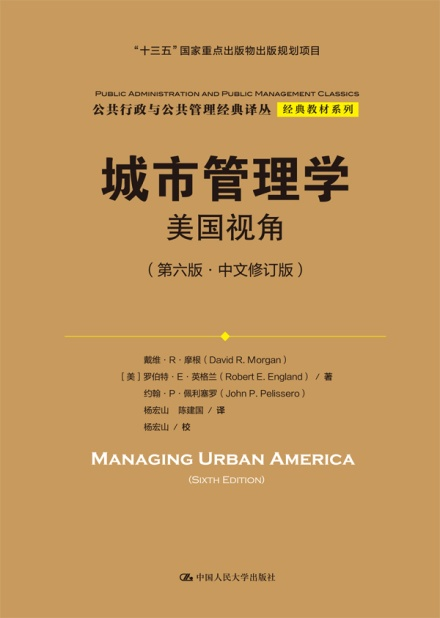 “十三五”国家重点出版物出版规划项目
PUBLIC ADMINISTRATION AND PUBLIC MANAGEMENT CLASSICS
公共行政与公共管理经典译丛 经典教材系列
城市管理学
美国视角
（第六版·中文修订版）
戴维·R·摩根（David R. Morgan）
［美］罗伯特·E·英格兰（Robert E. England） / 著
约翰·P·佩利塞罗（John P. Pelissero）
杨宏山 陈建国 / 译
杨宏山 / 校
MANAGING URBAN AMERICA
(SIXTH EDITION)
中国人民大学出版社